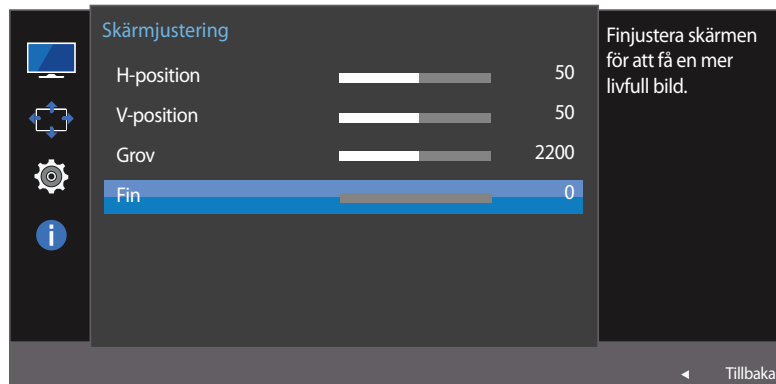 Skärmjustering
H-position 50
V-position 50
Grov 2200
Fin 0
Finjustera skärmen
för att få en mer
livfull bild.
Tillbaka